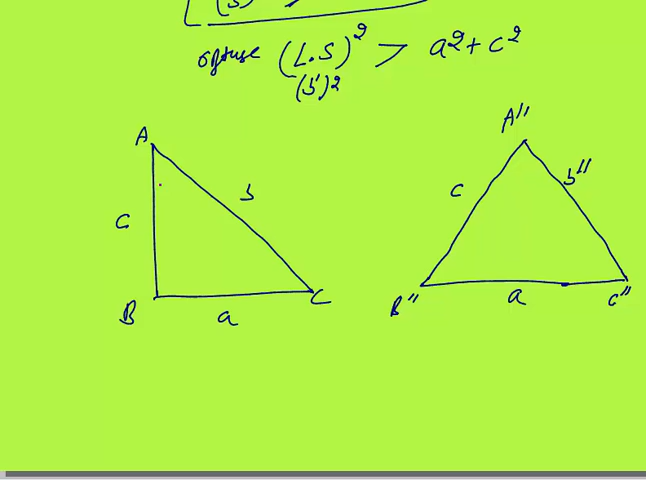 obtuse (L.S)² > a² + c²
(b')²
A
A''
c
b
c
b''
B
a
C
B''
a
C''